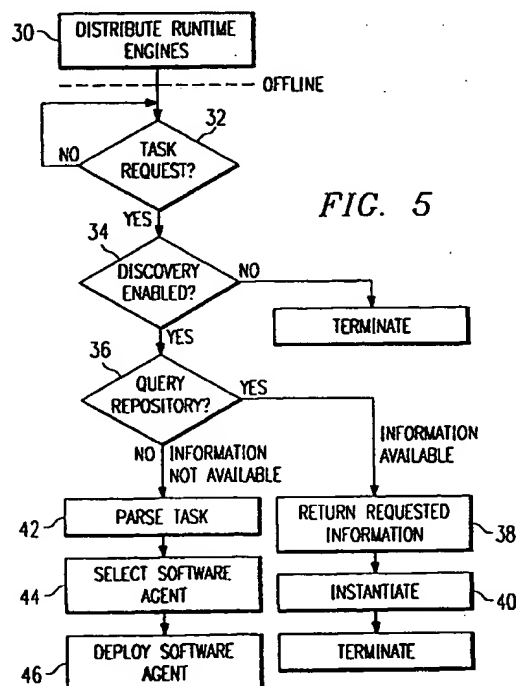 30
DISTRIBUTE RUNTIME
ENGINES
OFFLINE
32
NO
TASK
REQUEST?
YES
FIG. 5
34
DISCOVERY
ENABLED?
NO
TERMINATE
YES
36
QUERY
REPOSITORY?
YES
NO
INFORMATION
NOT AVAILABLE
INFORMATION
AVAILABLE
42
PARSE TASK
RETURN REQUESTED
INFORMATION
38
44
SELECT SOFTWARE
AGENT
INSTANTIATE
40
46
DEPLOY SOFTWARE
AGENT
TERMINATE